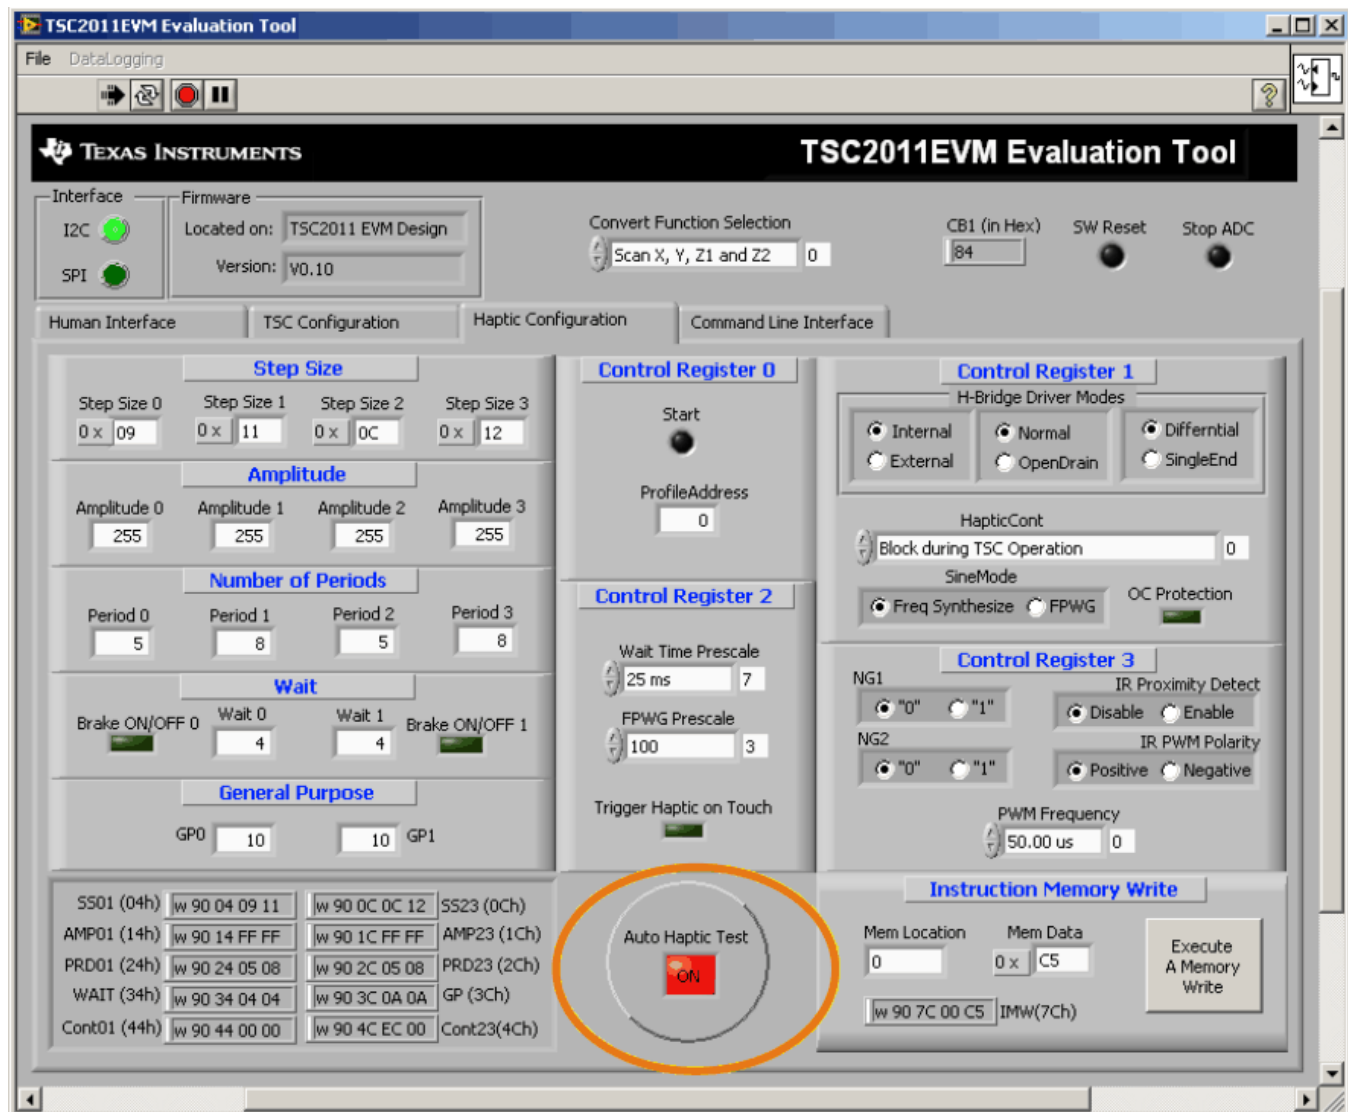 TSC2011EVM Evaluation Tool
File DataLogging
TEXAS INSTRUMENTS
TSC2011EVM Evaluation Tool
Interface
I2C
SPI
Firmware
Located on: TSC2011 EVM Design
Version: V0.10
Convert Function Selection
Scan X, Y, Z1 and Z2 0
CB1 (in Hex)
84
SW Reset
Stop ADC
Human Interface TSC Configuration Haptic Configuration Command Line Interface
Step Size
Step Size 0 Step Size 1 Step Size 2 Step Size 3
0 x 09 0 x 11 0 x 0C 0 x 12
Amplitude
Amplitude 0 Amplitude 1 Amplitude 2 Amplitude 3
255 255 255 255
Number of Periods
Period 0 Period 1 Period 2 Period 3
5 8 5 8
Wait
Brake ON/OFF 0 Wait 0 Wait 1 Brake ON/OFF 1
4 4
General Purpose
GP0 10 10 GP1
Control Register 0
Start
ProfileAddress
0
Control Register 2
Wait Time Prescale
25 ms 7
FPWG Prescale
100 3
Trigger Haptic on Touch
Control Register 1
H-Bridge Driver Modes
Internal Normal Differntial
External OpenDrain SingleEnd
HapticCont
Block during TSC Operation 0
SineMode
Freq Synthesize FPWG
OC Protection
Control Register 3
NG1
"0" "1"
NG2
"0" "1"
IR Proximity Detect
Disable Enable
IR PWM Polarity
Positive Negative
PWM Frequency
50.00 us 0
SS01 (04h) w 90 04 09 11 w 90 0C 0C 12 SS23 (0Ch)
AMP01 (14h) w 90 14 FF FF w 90 1C FF FF AMP23 (1Ch)
PRD01 (24h) w 90 24 05 08 w 90 2C 05 08 PRD23 (2Ch)
WAIT (34h) w 90 34 04 04 w 90 3C 0A 0A GP (3Ch)
Cont01 (44h) w 90 44 00 00 w 90 4C EC 00 Cont23(4Ch)
Auto Haptic Test
ON
Instruction Memory Write
Mem Location Mem Data
0 0 x C5
w 90 7C 00 C5 IMW(7Ch)
Execute
A Memory
Write